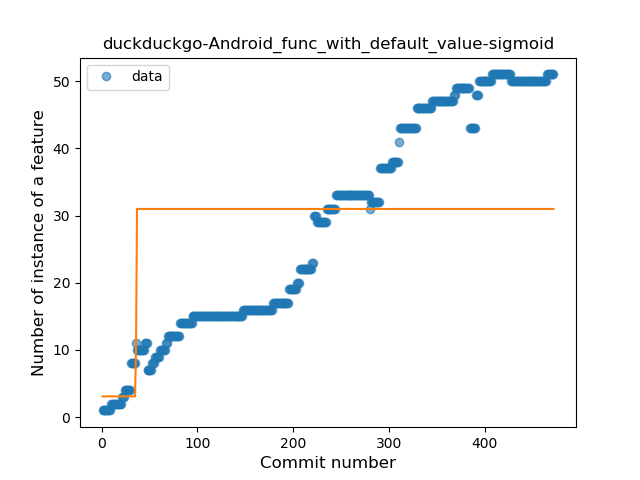 duckduckgo-Android_func_with_default_value-sigmoid
data
Number of instance of a feature
50
40
30
20
10
0
0 100 200 300 400
Commit number